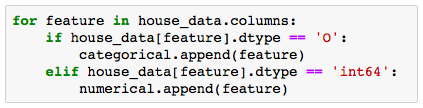 for feature in house_data.columns:
    if house_data[feature].dtype == 'O':
        categorical.append(feature)
    elif house_data[feature].dtype == 'int64':
        numerical.append(feature)